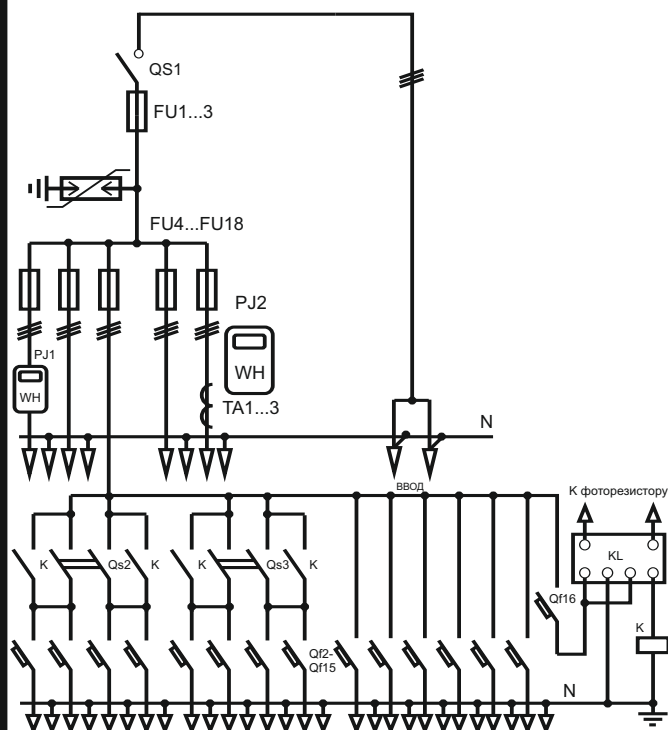 QS1
FU1...3
FU4...FU18
PJ2
PJ1
WH
WH
TA1...3
N
ВВОД
К фоторезистору
KL
K
Qs2
K
K
Qs3
K
Qf16
K
Qf2-
Qf15
N